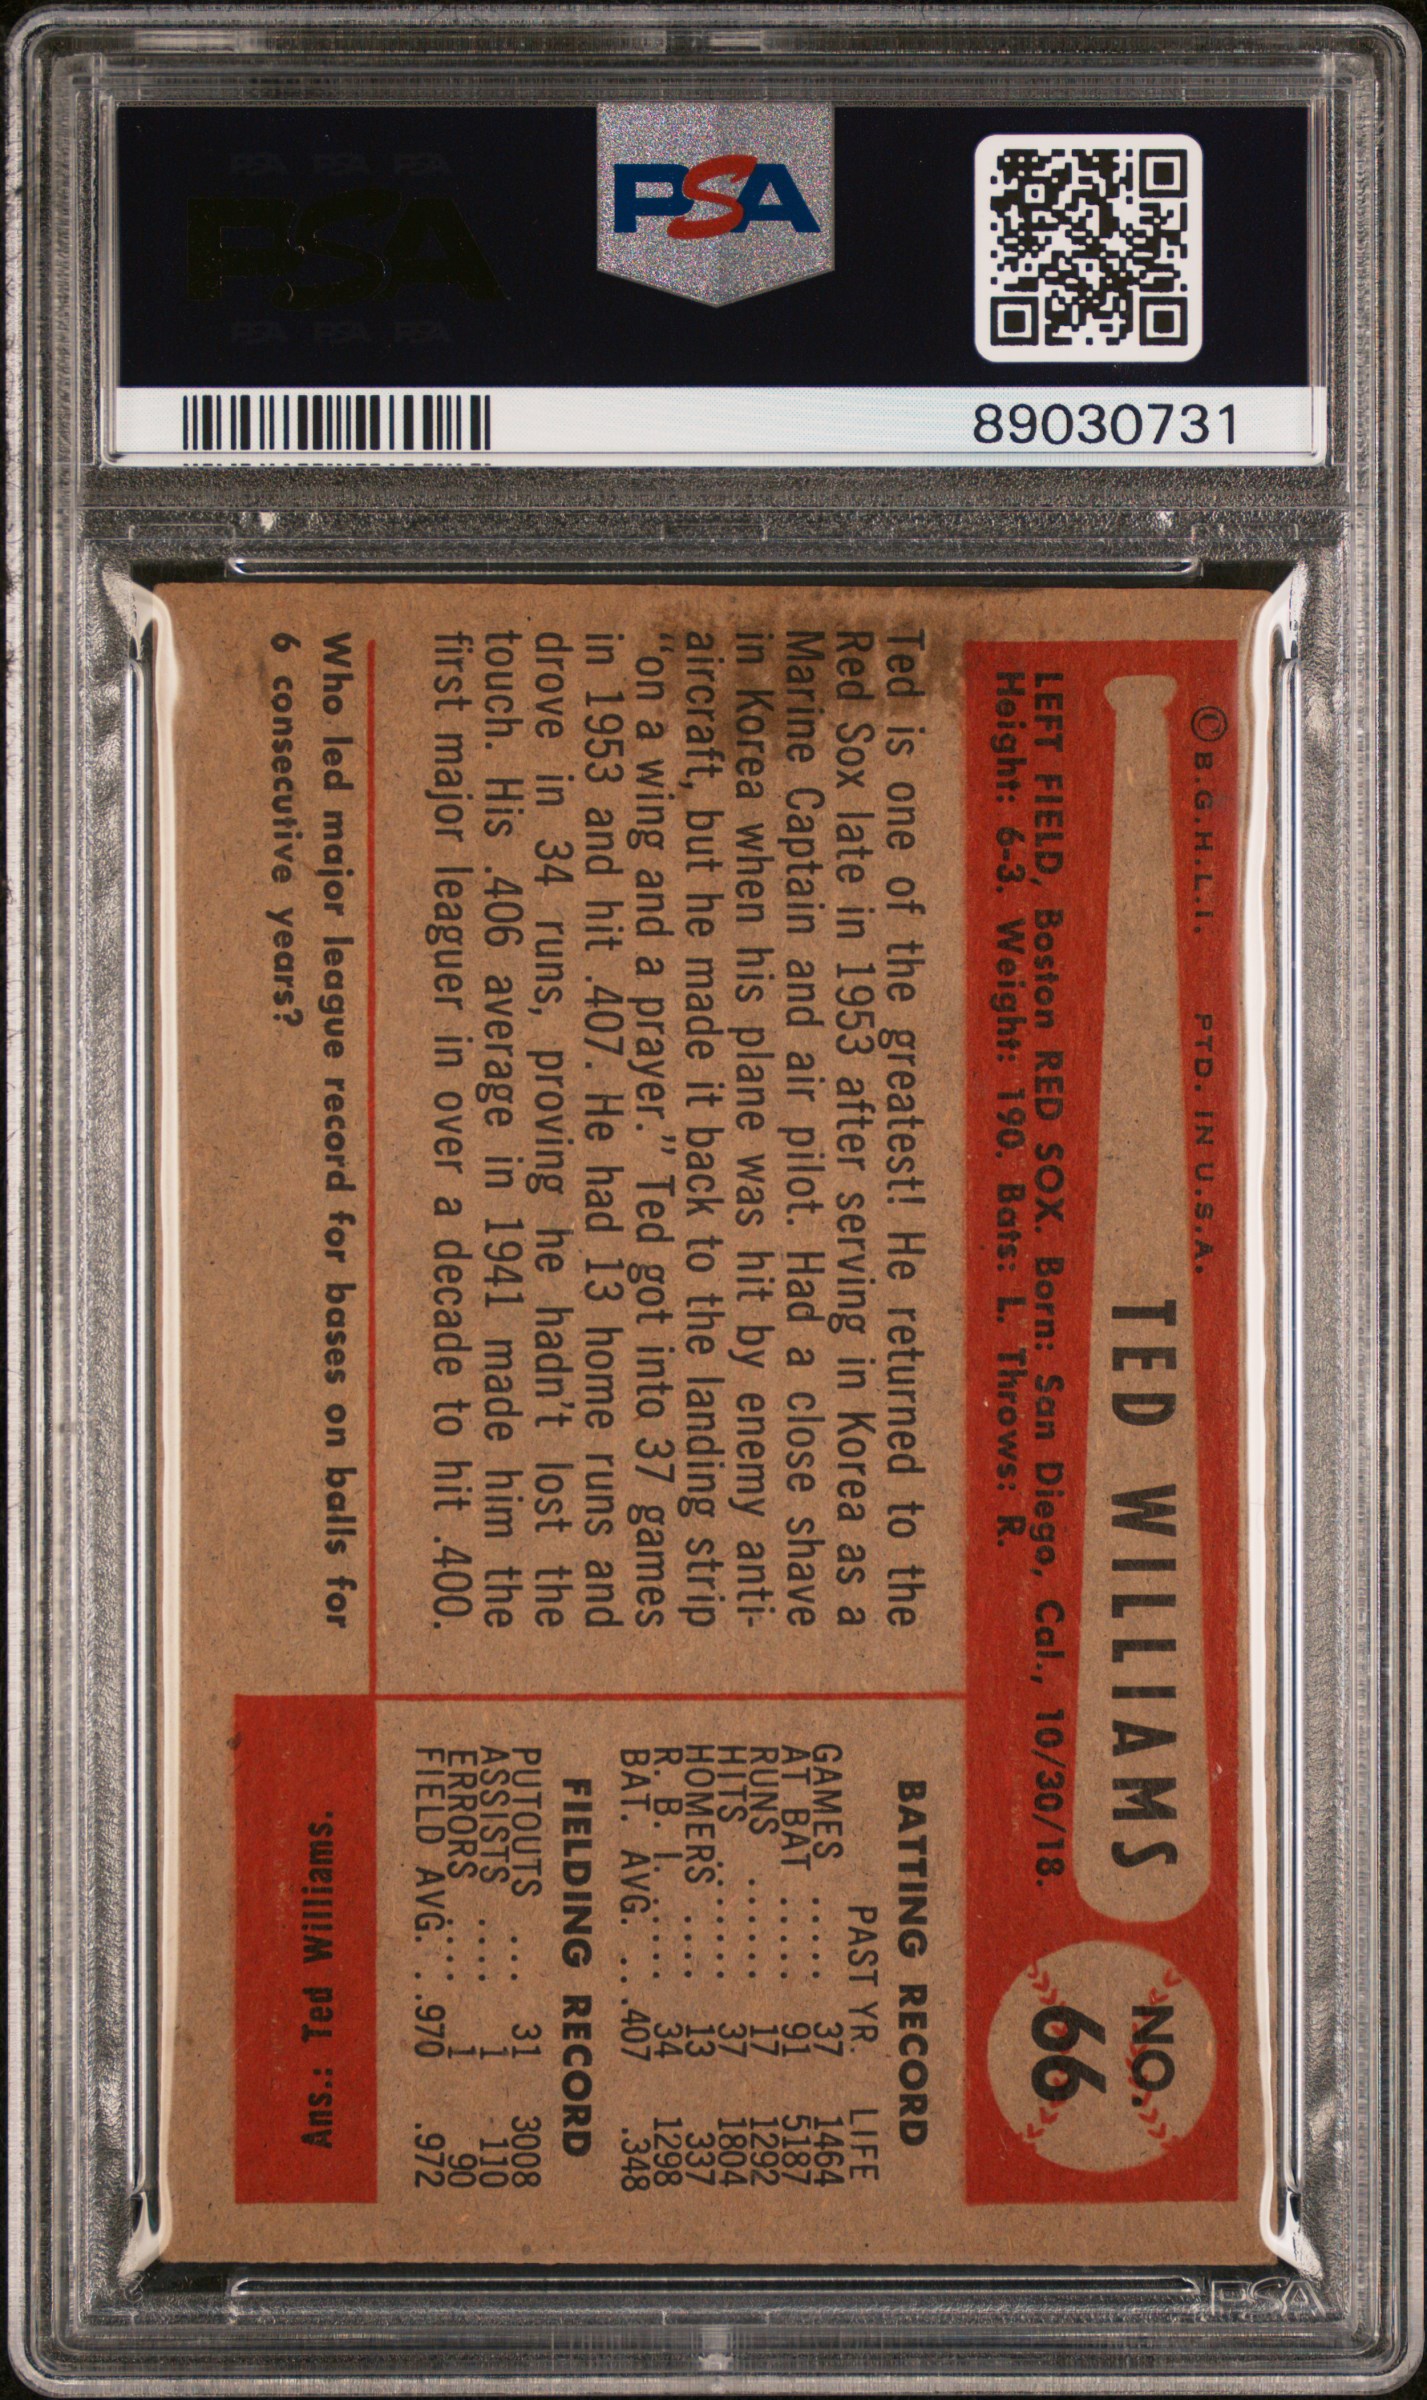 PSA PSA PSA
PSA
PSA PSA PSA
PSA
89030731
© B.G.H.L.I. PTD. IN U.S.A.
TED WILLIAMS
NO.
66
LEFT FIELD, Boston RED SOX. Born: San Diego, Cal., 10/30/18.
Height: 6-3. Weight: 190. Bats: L. Throws: R.
Ted is one of the greatest! He returned to the
Red Sox late in 1953 after serving in Korea as a
Marine Captain and air pilot. Had a close shave
in Korea when his plane was hit by enemy anti-
aircraft, but he made it back to the landing strip
“on a wing and a prayer.” Ted got into 37 games
in 1953 and hit .407. He had 13 home runs and
drove in 34 runs, proving he hadn't lost the
touch. His .406 average in 1941 made him the
first major leaguer in over a decade to hit .400.
BATTING RECORD
PAST YR. LIFE
GAMES ..... 37 1464
AT BAT ..... 91 5187
RUNS ...... 17 1292
HITS ...... 37 1804
HOMERS .... 13 337
R. B. I. .... 34 1298
BAT. AVG. .. .407 .348
FIELDING RECORD
PUTOUTS ... 31 3008
ASSISTS .... 1 110
ERRORS .... 1 90
FIELD AVG. . .970 .972
Who led major league record for bases on balls for
6 consecutive years?
Ans.: Ted Williams.
PSA